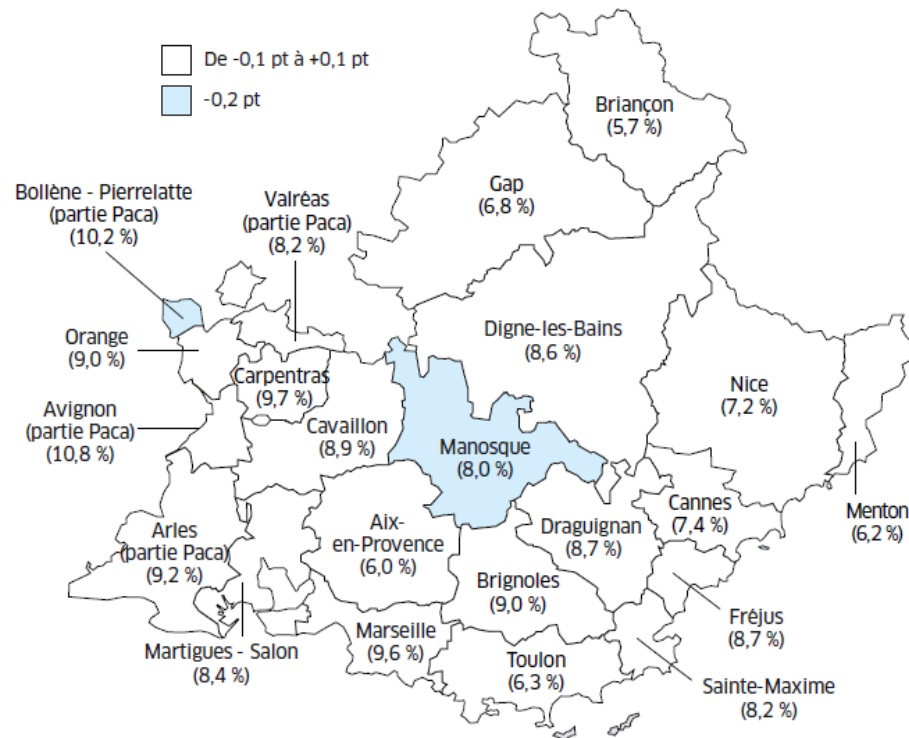 De -0,1 pt à +0,1 pt
-0,2 pt
Briançon
(5,7 %)
Gap
(6,8 %)
Bollène - Pierrelatte
(partie Paca)
(10,2 %)
Valréas
(partie Paca)
(8,2 %)
Orange
(9,0 %)
Digne-les-Bains
(8,6 %)
Carpentras
(9,7 %)
Nice
(7,2 %)
Avignon
(partie Paca)
(10,8 %)
Cavaillon
(8,9 %)
Manosque
(8,0 %)
Menton
(6,2 %)
Cannes
(7,4 %)
Arles
(partie Paca)
(9,2 %)
Aix-
en-Provence
(6,0 %)
Draguignan
(8,7 %)
Brignoles
(9,0 %)
Fréjus
(8,7 %)
Martigues - Salon
(8,4 %)
Marseille
(9,6 %)
Toulon
(6,3 %)
Sainte-Maxime
(8,2 %)